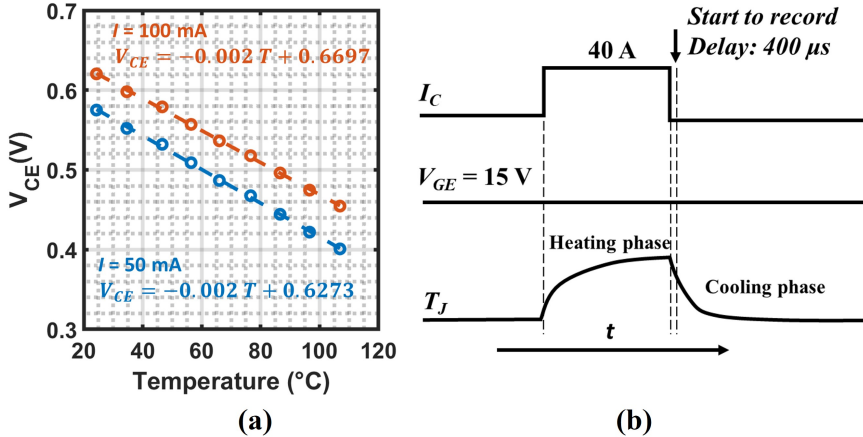 0.7
0.6
0.5
0.4
0.3
V_CE(V)
I = 100 mA
V_CE = −0.002 T + 0.6697
I = 50 mA
V_CE = −0.002 T + 0.6273
20 40 60 80 100 120
Temperature (°C)
(a)
Start to record
Delay: 400 μs
40 A
I_C
V_GE = 15 V
Heating phase
Cooling phase
T_J
t
(b)